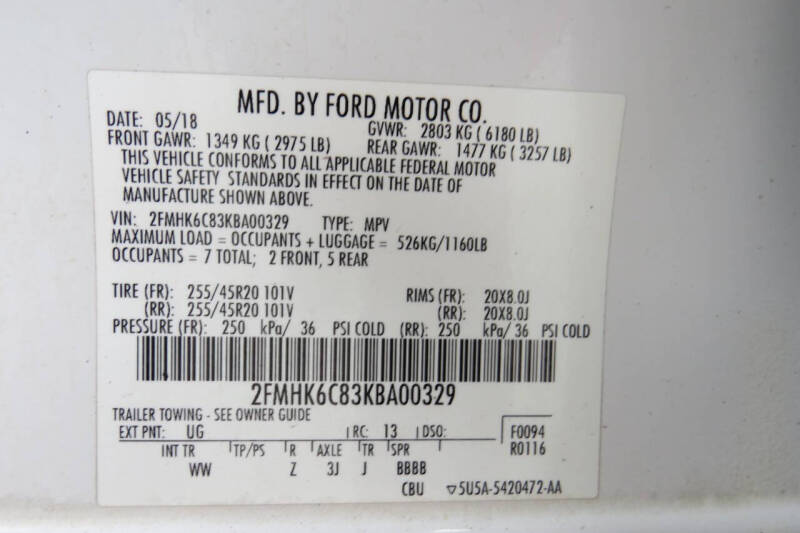 MFD. BY FORD MOTOR CO.
DATE: 05/18 GVWR: 2803 KG ( 6180 LB)
FRONT GAWR: 1349 KG ( 2975 LB) REAR GAWR: 1477 KG ( 3257 LB)
THIS VEHICLE CONFORMS TO ALL APPLICABLE FEDERAL MOTOR
VEHICLE SAFETY STANDARDS IN EFFECT ON THE DATE OF
MANUFACTURE SHOWN ABOVE.
VIN: 2FMHK6C83KBA00329 TYPE: MPV
MAXIMUM LOAD = OCCUPANTS + LUGGAGE = 526KG/1160LB
OCCUPANTS = 7 TOTAL; 2 FRONT, 5 REAR
TIRE (FR): 255/45R20 101V RIMS (FR): 20X8.0J
(RR): 255/45R20 101V (RR): 20X8.0J
PRESSURE (FR): 250 kPa/ 36 PSI COLD (RR): 250 kPa/ 36 PSI COLD
2FMHK6C83KBA00329
TRAILER TOWING - SEE OWNER GUIDE
EXT PNT: UG RC: 13 DSO: F0094
INT TR TP/PS R AXLE TR SPR R0116
WW Z 3J J BBBB
CBU ▽5U5A-5420472-AA